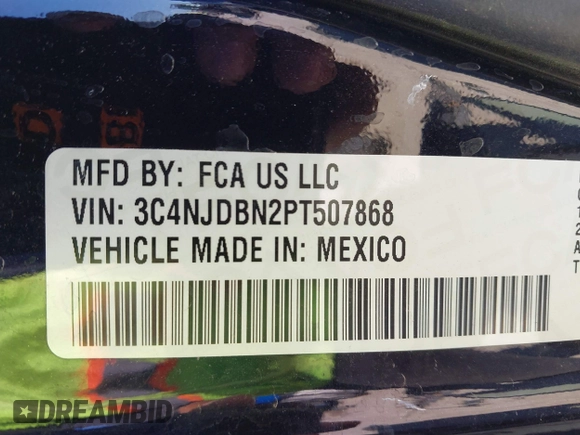 MFD BY: FCA US LLC
VIN: 3C4NJDBN2PT507868
VEHICLE MADE IN: MEXICO
DREAMBID